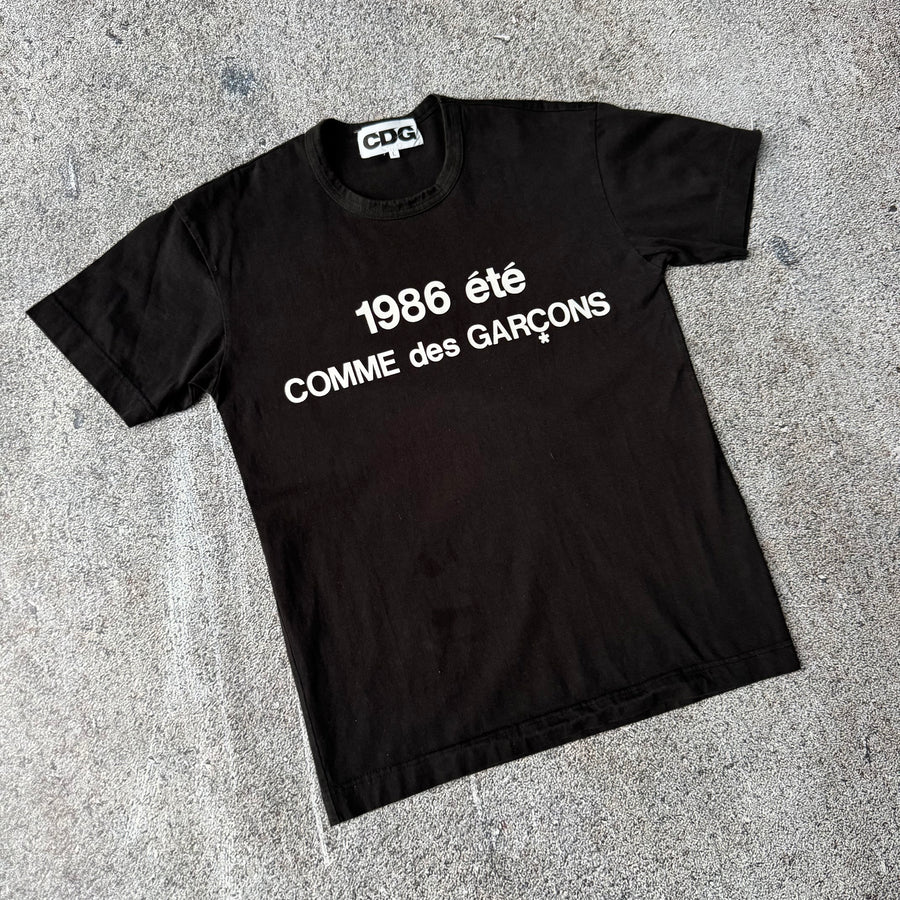 CDG
1986 été
COMME des GARÇONS